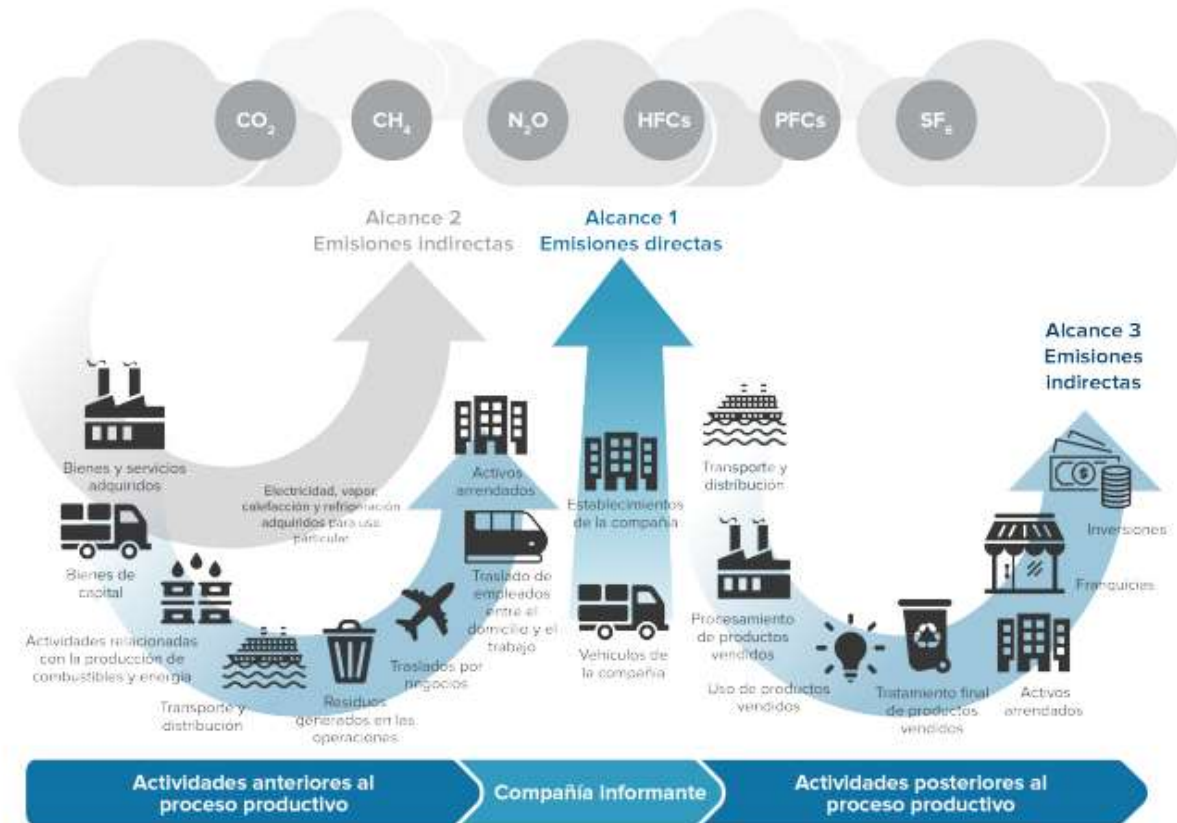 CO₂
CH₄
N₂O
HFCs
PFCs
SF₆
Alcance 2
Emisiones indirectas
Alcance 1
Emisiones directas
Alcance 3
Emisiones
indirectas
Bienes y servicios
adquiridos
Bienes de
capital
Actividades relacionadas
con la producción de
combustibles y energía
Transporte y
distribución
Residuos
generados en las
operaciones
Traslados por
negocios
Traslado de
empleados
entre el
domicilio y el
trabajo
Activos
arrendados
Electricidad, vapor,
calefacción y refrigeración
adquiridos para uso
particular
Establecimientos
de la compañía
Vehículos de
la compañía
Transporte y
distribución
Procesamiento
de productos
vendidos
Uso de productos
vendidos
Tratamiento final
de productos
vendidos
Activos
arrendados
Franquicias
Inversiones
Actividades anteriores al
proceso productivo
Compañía informante
Actividades posteriores al
proceso productivo